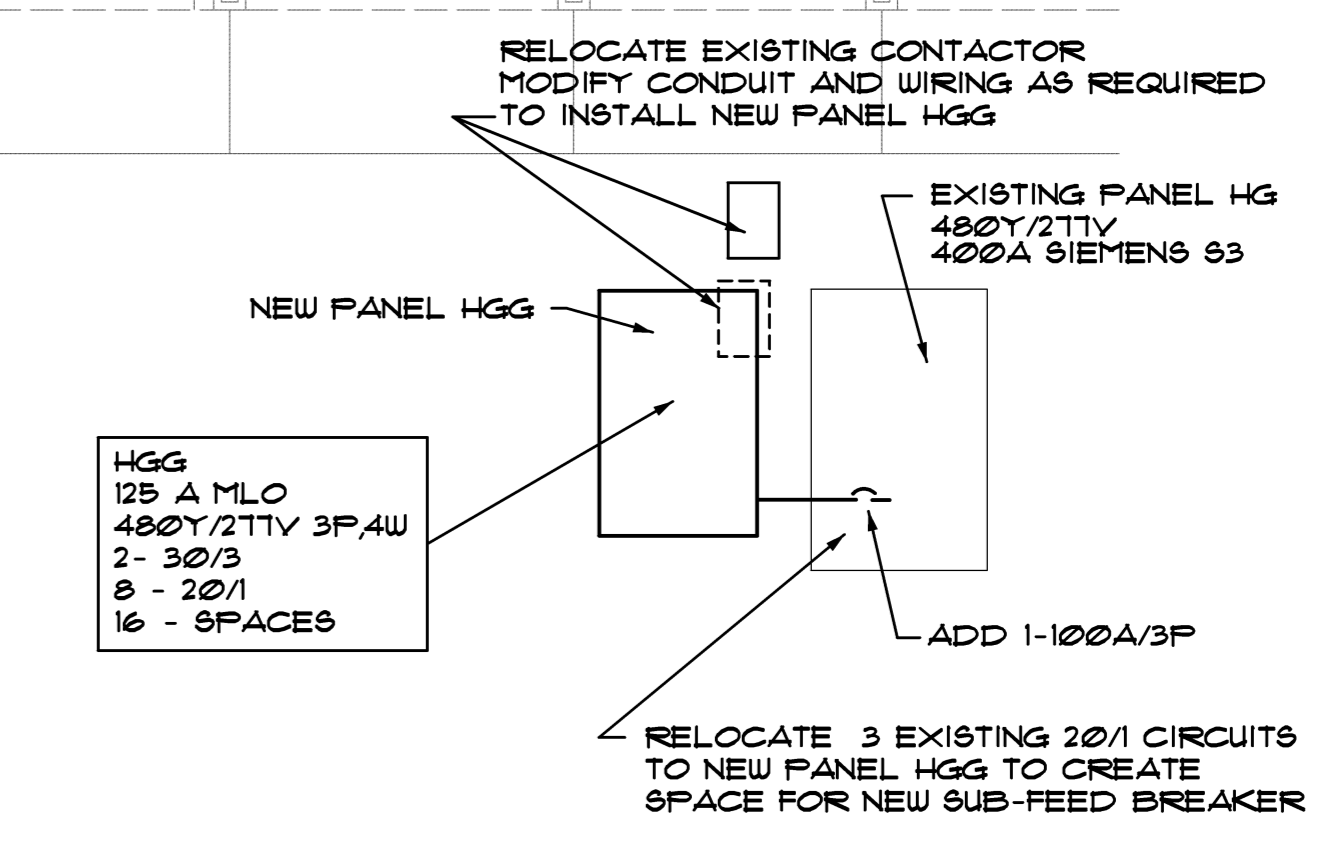 RELOCATE EXISTING CONTACTOR
MODIFY CONDUIT AND WIRING AS REQUIRED
TO INSTALL NEW PANEL HGG
EXISTING PANEL HG
480Y/277V
400A SIEMENS S3
NEW PANEL HGG
HGG
125 A MLO
480Y/277V 3P,4W
2- 30/3
8 - 20/1
16 - SPACES
ADD 1-100A/3P
RELOCATE 3 EXISTING 20/1 CIRCUITS
TO NEW PANEL HGG TO CREATE
SPACE FOR NEW SUB-FEED BREAKER